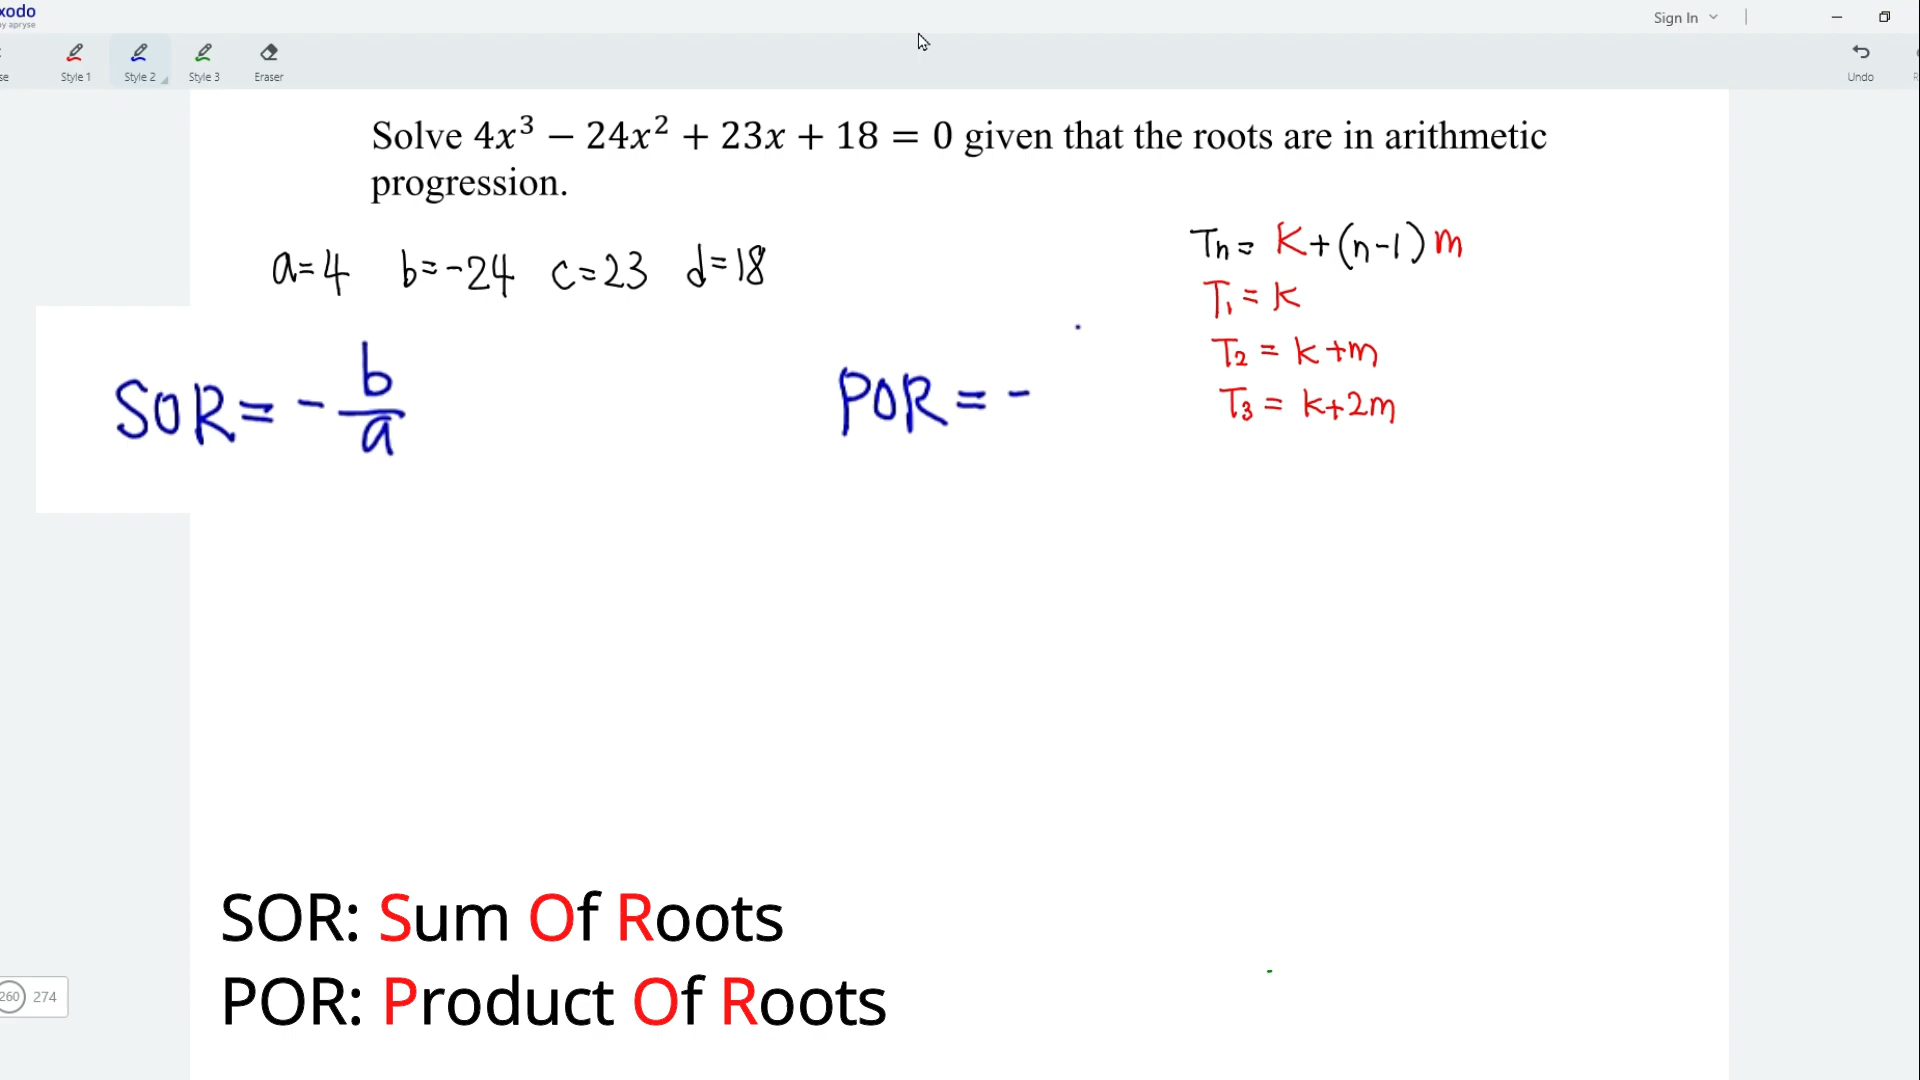 xodo
y apryse
Sign In
se
Style 1
Style 2
Style 3
Eraser
Undo
Solve 4x³ − 24x² + 23x + 18 = 0 given that the roots are in arithmetic
progression.
a=4 b=-24 c=23 d=18
Tn = K+(n-1)m
T₁ = K
T₂ = K+m
T₃ = K+2m
SOR = - b/a
POR = -
SOR: Sum Of Roots
POR: Product Of Roots
260 274